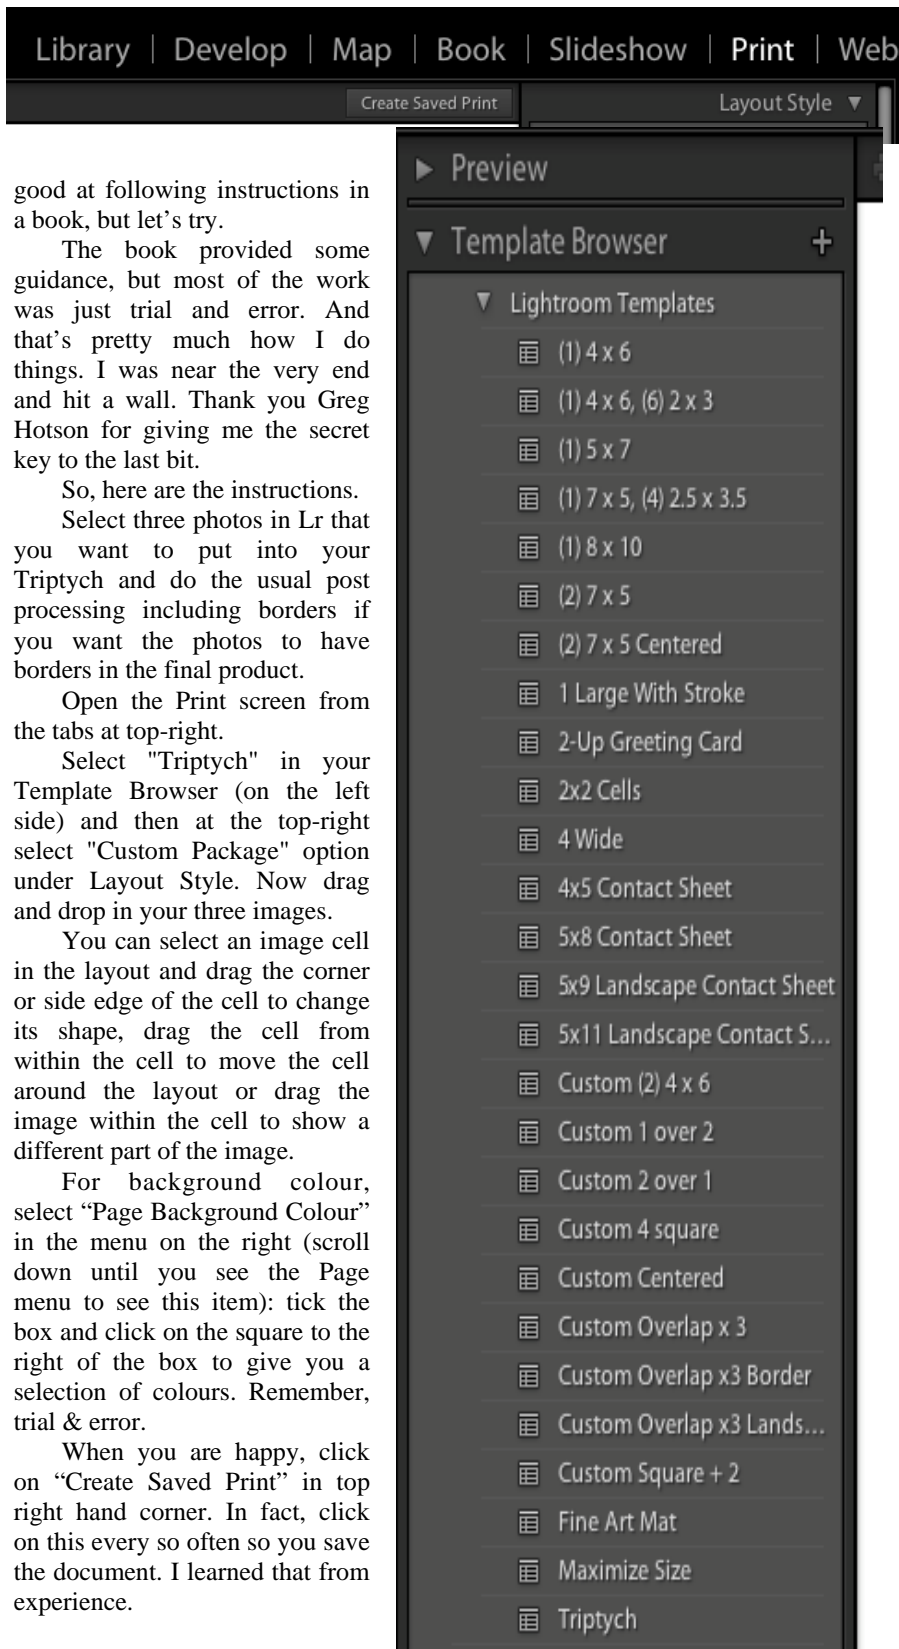 Library | Develop | Map | Book | Slideshow | Print | Web
Create Saved Print
Layout Style
good at following instructions in
a book, but let’s try.
The book provided some
guidance, but most of the work
was just trial and error. And
that’s pretty much how I do
things. I was near the very end
and hit a wall. Thank you Greg
Hotson for giving me the secret
key to the last bit.
So, here are the instructions.
Select three photos in Lr that
you want to put into your
Triptych and do the usual post
processing including borders if
you want the photos to have
borders in the final product.
Open the Print screen from
the tabs at top-right.
Select "Triptych" in your
Template Browser (on the left
side) and then at the top-right
select "Custom Package" option
under Layout Style. Now drag
and drop in your three images.
You can select an image cell
in the layout and drag the corner
or side edge of the cell to change
its shape, drag the cell from
within the cell to move the cell
around the layout or drag the
image within the cell to show a
different part of the image.
For background colour,
select “Page Background Colour”
in the menu on the right (scroll
down until you see the Page
menu to see this item): tick the
box and click on the square to the
right of the box to give you a
selection of colours. Remember,
trial & error.
When you are happy, click
on “Create Saved Print” in top
right hand corner. In fact, click
on this every so often so you save
the document. I learned that from
experience.
Preview
Template Browser +
Lightroom Templates
(1) 4 x 6
(1) 4 x 6, (6) 2 x 3
(1) 5 x 7
(1) 7 x 5, (4) 2.5 x 3.5
(1) 8 x 10
(2) 7 x 5
(2) 7 x 5 Centered
1 Large With Stroke
2-Up Greeting Card
2x2 Cells
4 Wide
4x5 Contact Sheet
5x8 Contact Sheet
5x9 Landscape Contact Sheet
5x11 Landscape Contact S...
Custom (2) 4 x 6
Custom 1 over 2
Custom 2 over 1
Custom 4 square
Custom Centered
Custom Overlap x 3
Custom Overlap x3 Border
Custom Overlap x3 Lands...
Custom Square + 2
Fine Art Mat
Maximize Size
Triptych